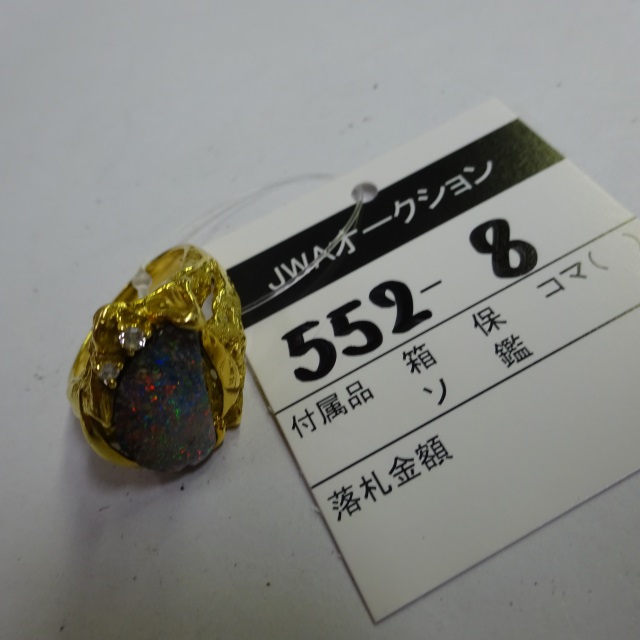 JWAオークション
552-8
付属品 箱 保 コマ( )
ソ 鑑
落札金額